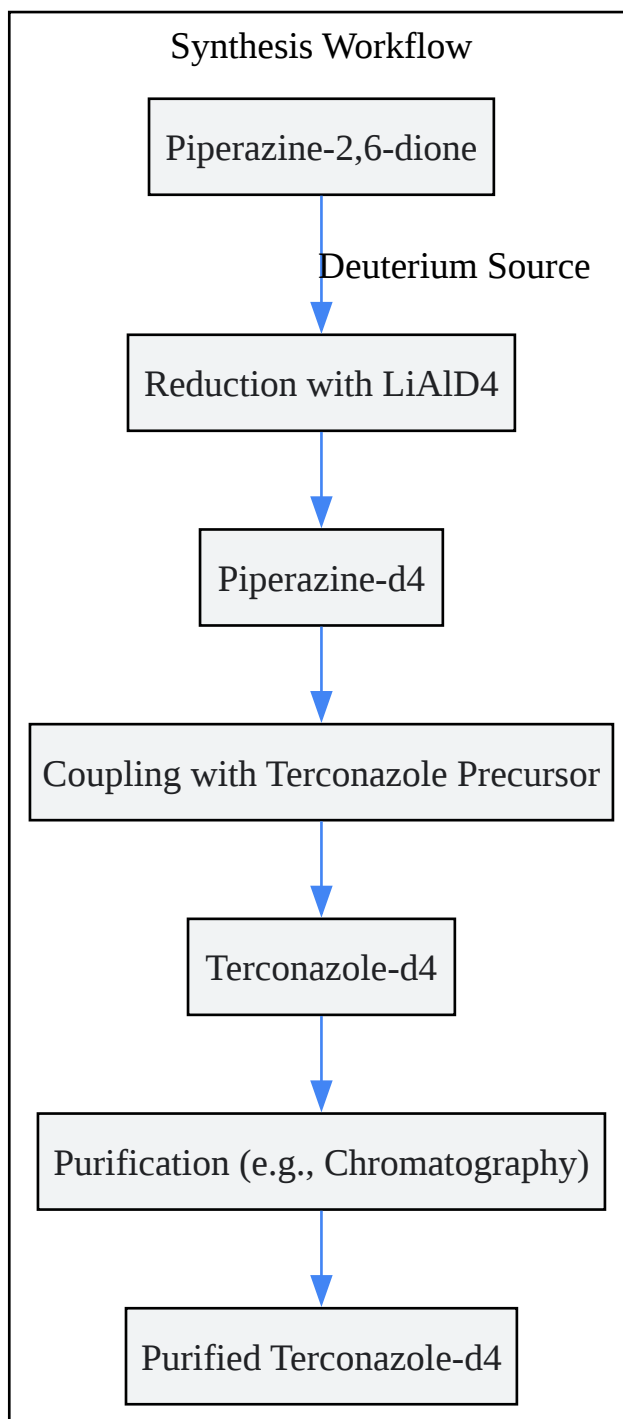 Synthesis Workflow
Piperazine-2,6-dione
Deuterium Source
Reduction with LiAlD4
Piperazine-d4
Coupling with Terconazole Precursor
Terconazole-d4
Purification (e.g., Chromatography)
Purified Terconazole-d4